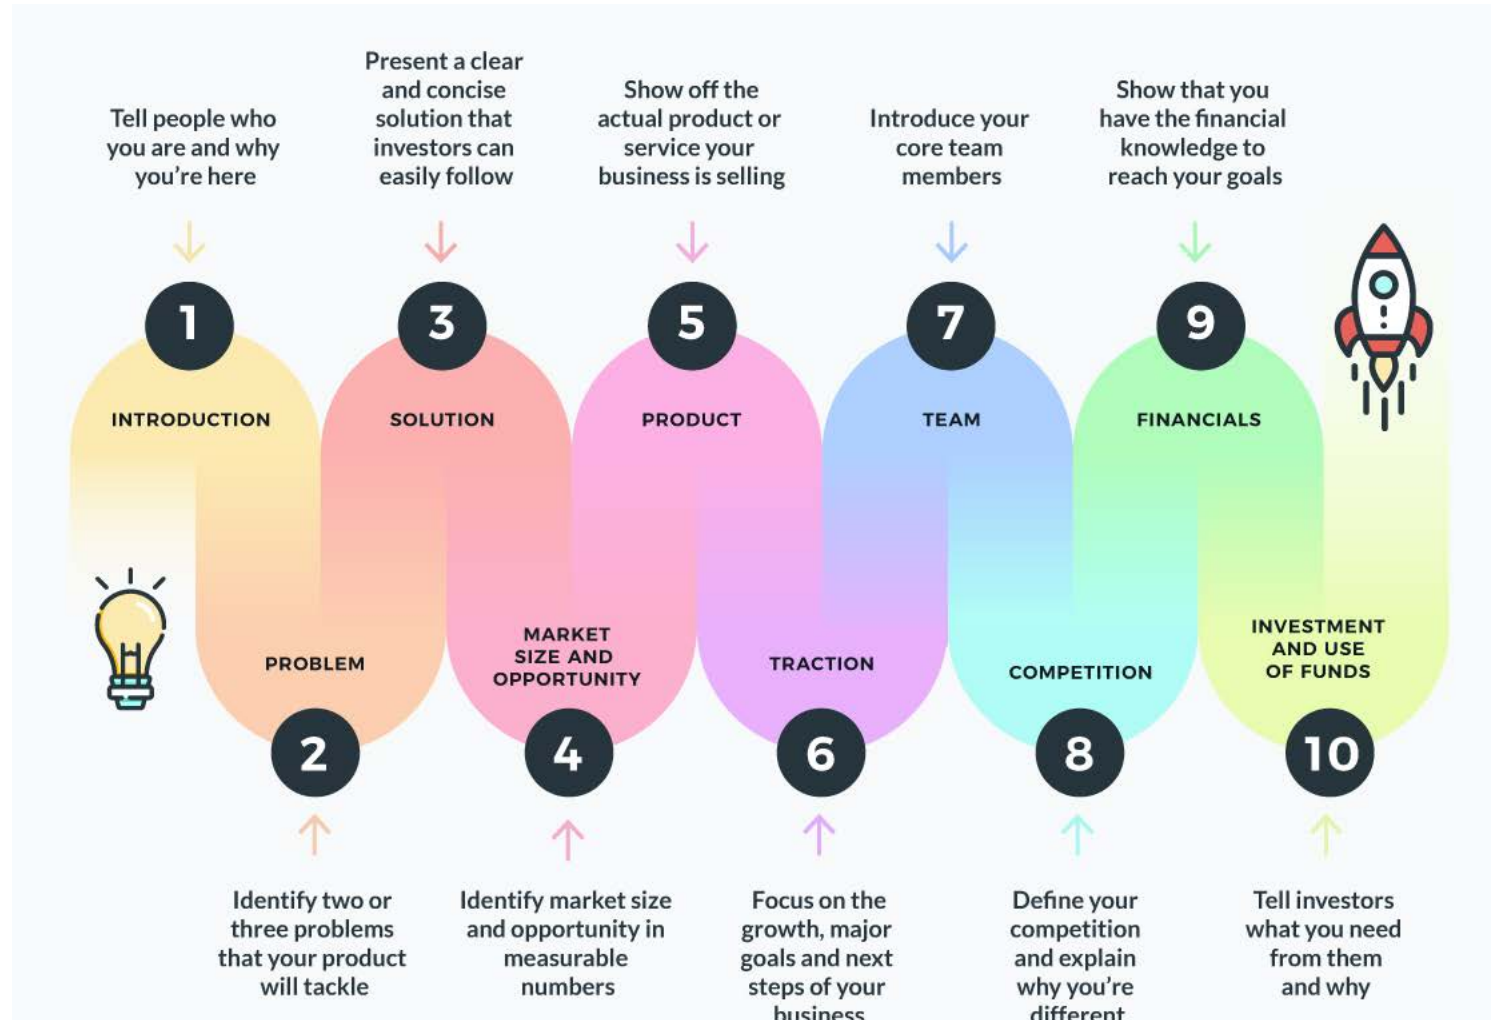 Tell people who
you are and why
you're here
1
INTRODUCTION
2
PROBLEM
Identify two or
three problems
that your product
will tackle
Present a clear
and concise
solution that
investors can
easily follow
3
SOLUTION
4
MARKET
SIZE AND
OPPORTUNITY
Identify market size
and opportunity in
measurable
numbers
Show off the
actual product or
service your
business is selling
5
PRODUCT
6
TRACTION
Focus on the
growth, major
goals and next
steps of your
business
Introduce your
core team
members
7
TEAM
8
COMPETITION
Define your
competition
and explain
why you're
different
Show that you
have the financial
knowledge to
reach your goals
9
FINANCIALS
10
INVESTMENT
AND USE
OF FUNDS
Tell investors
what you need
from them
and why